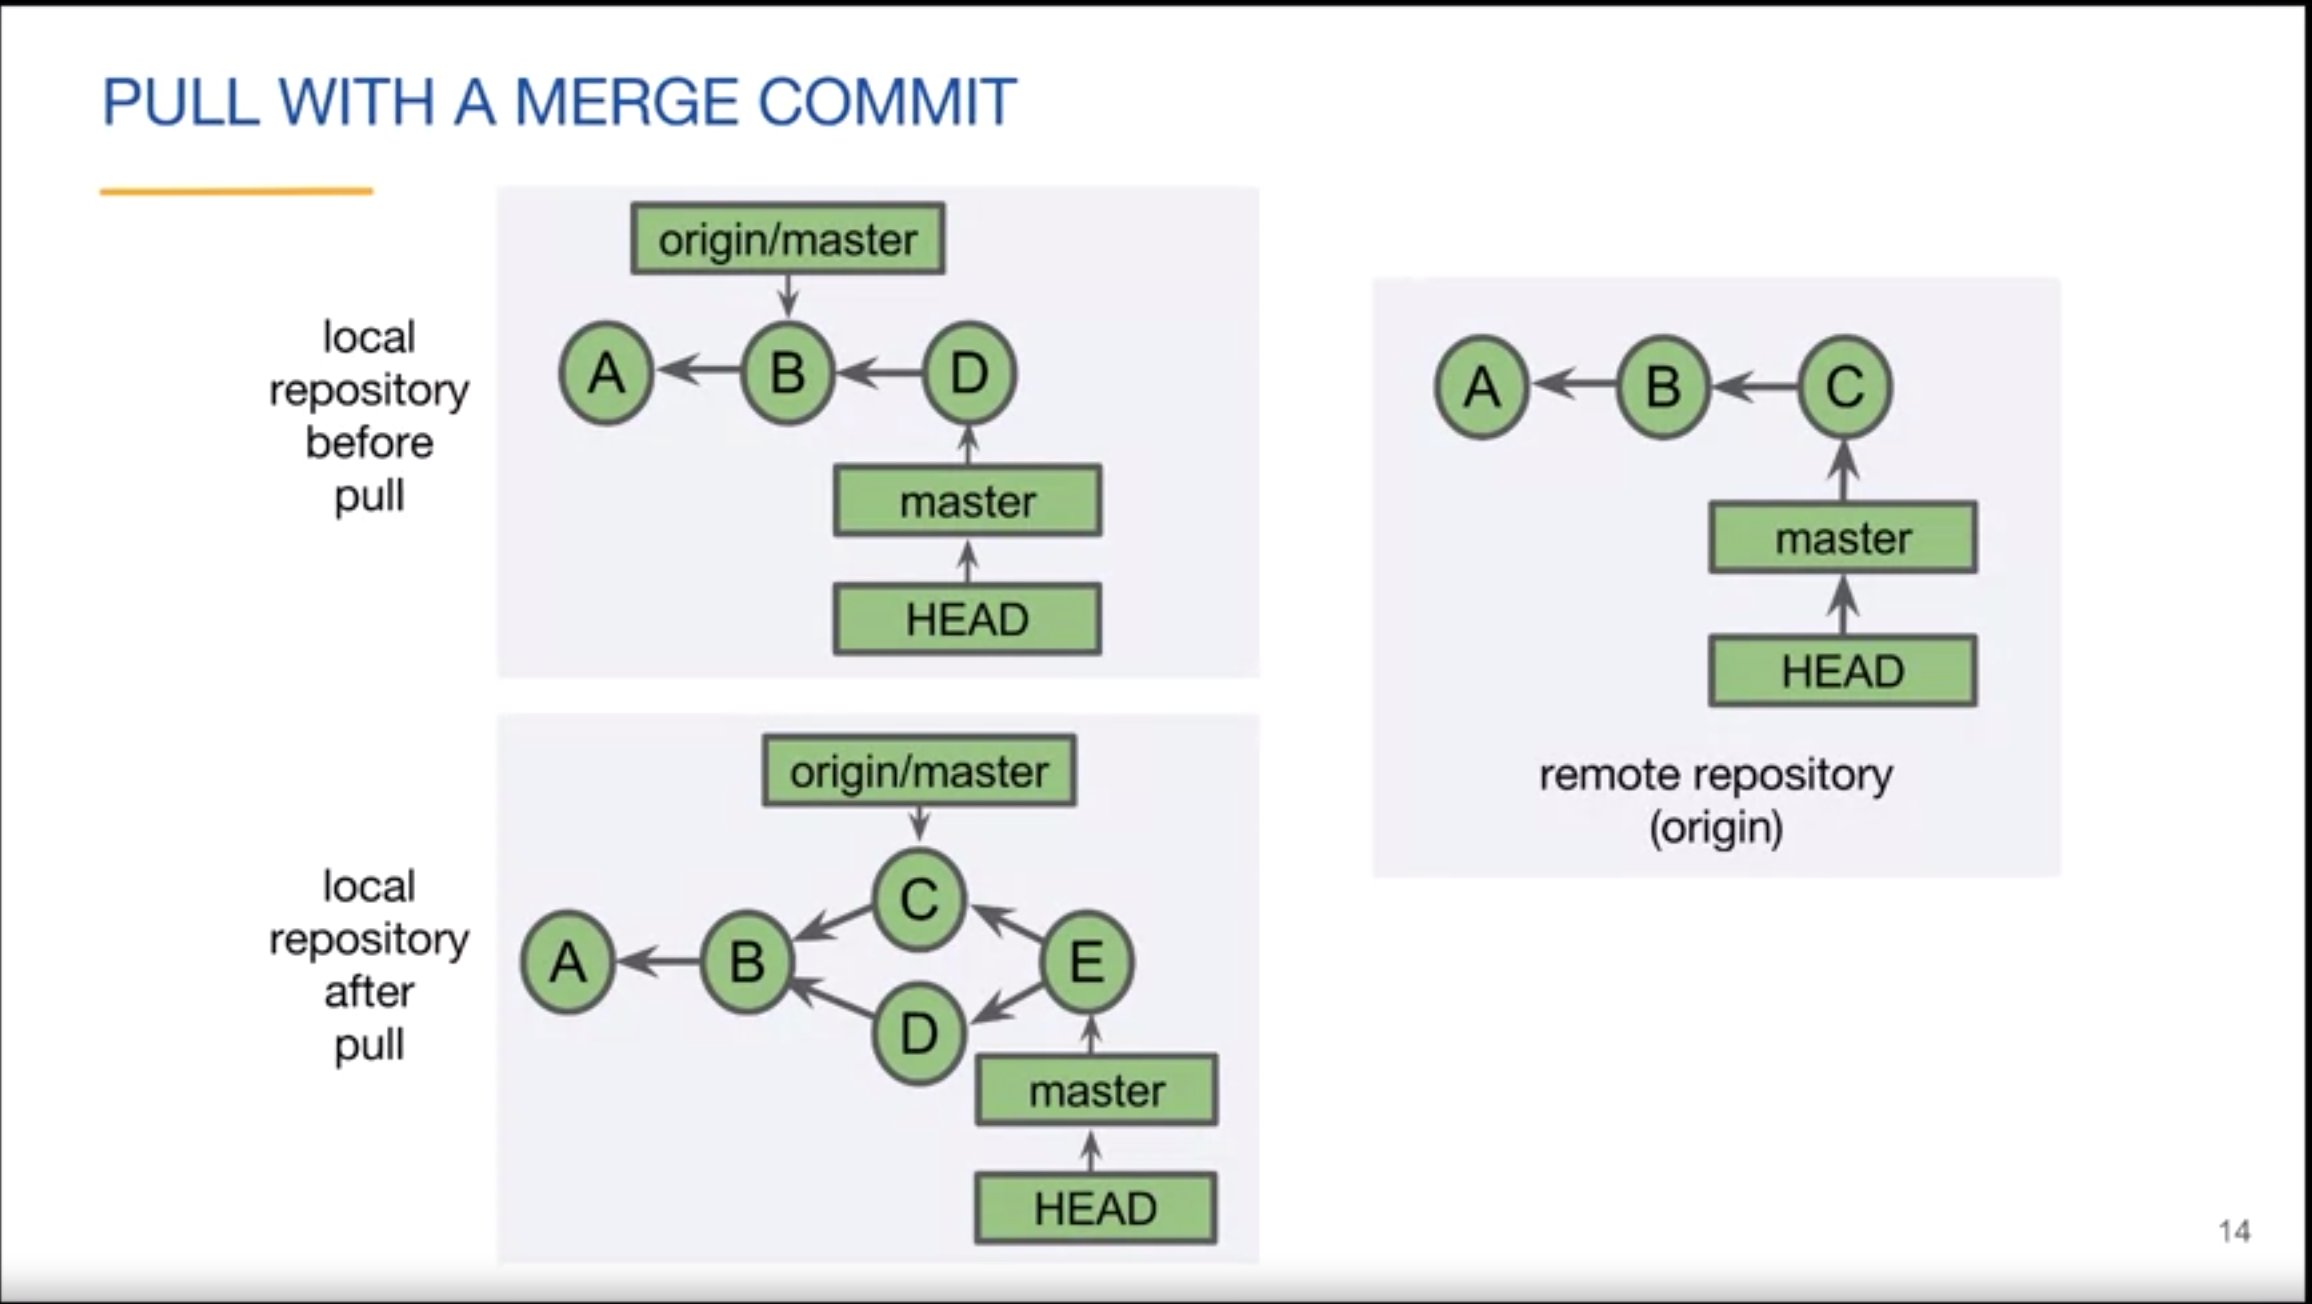 PULL WITH A MERGE COMMIT
local
repository
before
pull
origin/master
A
B
D
master
HEAD
A
B
C
master
HEAD
remote repository
(origin)
local
repository
after
pull
origin/master
C
A
B
E
D
master
HEAD
14